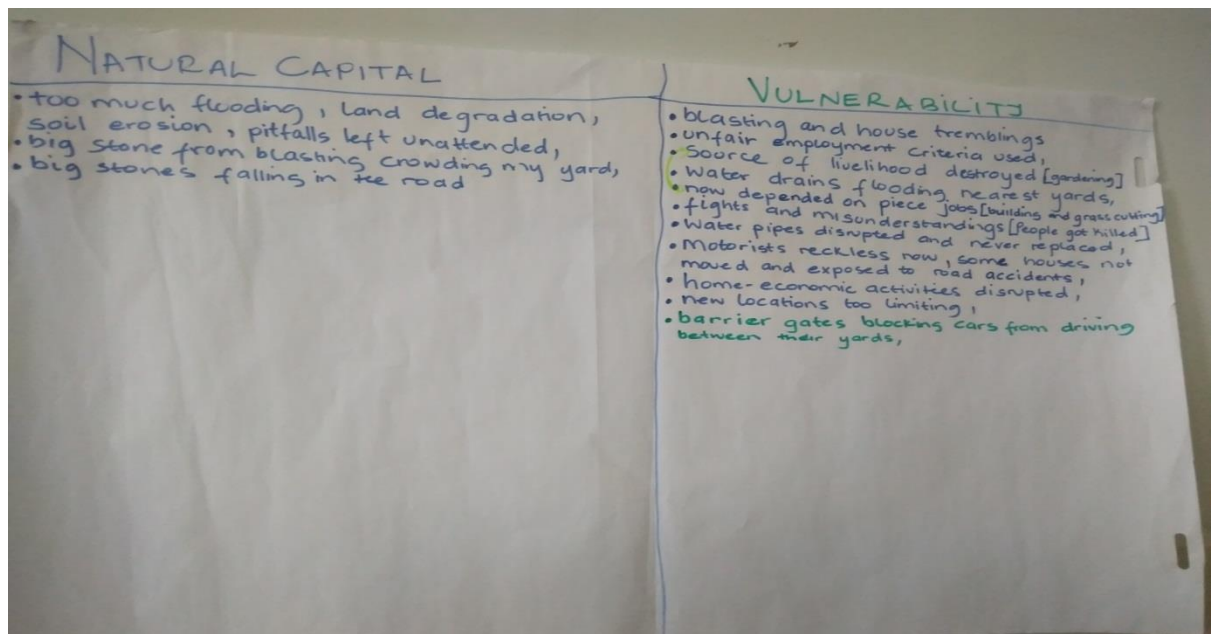 NATURAL CAPITAL
• too much flooding, land degradation,
soil erosion, pitfalls left unattended,
• big stone from blasting crowding my yard,
• big stones falling in the road
VULNERABILITY
• blasting and house tremblings
• unfair employment criteria used,
• Source of livelihood destroyed [gardening]
• Water drains flooding nearest yards,
• now depended on piece jobs [building and grass cutting]
• fights and misunderstandings [People got killed]
• Water pipes disrupted and never replaced,
• Motorists reckless now, some houses not
moved and exposed to road accidents,
• home-economic activities disrupted,
• new locations too limiting,
• barrier gates blocking cars from driving
between their yards,